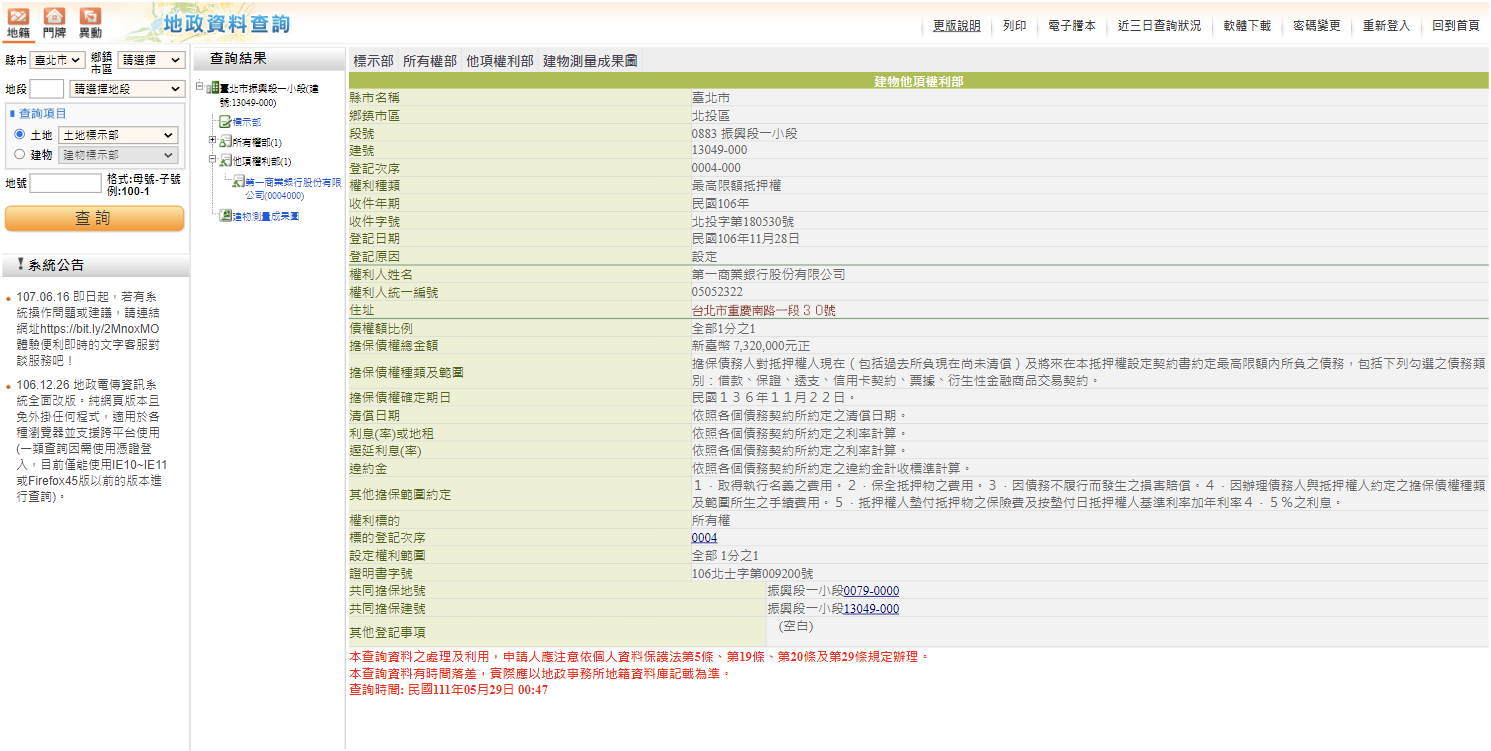 地籍 門牌 異動
地政資料查詢
更版說明 列印 電子謄本 近三日查詢狀況 軟體下載 密碼變更 重新登入 回到首頁
縣市 臺北市 鄉鎮市區 請選擇
地段 請選擇地段
查詢項目
土地 土地標示部
建物 建物標示部
地號 格式:母號-子號
例:100-1
查詢
系統公告
107.06.16 即日起，若有系
統操作問題或建議，請連結
網址https://bit.ly/2MnoxMO
體驗便利即時的文字客服對
談服務吧！
106.12.26 地政電傳資訊系
統全面改版。純網頁版本且
免外掛任何程式，適用於各
種瀏覽器並支援跨平台使用
(一類查詢因需使用憑證登
入，目前僅能使用IE10~IE11
或Firefox45版以前的版本進
行查詢)。
查詢結果
臺北市振興段一小段(建
號:13049-000)
標示部
所有權部(1)
他項權利部(1)
第一商業銀行股份有限
公司(0004000)
建物測量成果圖
標示部 所有權部 他項權利部 建物測量成果圖
建物他項權利部
縣市名稱 臺北市
鄉鎮市區 北投區
段號 0883 振興段一小段
建號 13049-000
登記次序 0004-000
權利種類 最高限額抵押權
收件年期 民國106年
收件字號 北投字第180530號
登記日期 民國106年11月28日
登記原因 設定
權利人姓名 第一商業銀行股份有限公司
權利人統一編號 05052322
住址 台北市重慶南路一段３０號
債權額比例 全部1分之1
擔保債權總金額 新臺幣 7,320,000元正
擔保債權種類及範圍 擔保債務人對抵押權人現在（包括過去所負現在尚未清償）及將來在本抵押權設定契約書約定最高限額內所負之債務，包括下列勾選之債務類
別：借款、保證、透支、信用卡契約、票據、衍生性金融商品交易契約。
擔保債權確定期日 民國１３６年１１月２２日。
清償日期 依照各個債務契約所約定之清償日期。
利息(率)或地租 依照各個債務契約所約定之利率計算。
遲延利息(率) 依照各個債務契約所約定之利率計算。
違約金 依照各個債務契約所約定之違約金計收標準計算。
其他擔保範圍約定 １．取得執行名義之費用。２．保全抵押物之費用。３．因債務不履行而發生之損害賠償。４．因辦理債務人與抵押權人約定之擔保債權種類
及範圍所生之手續費用。５．抵押權人墊付抵押物之保險費及按墊付日抵押權人基準利率加年利率４．５％之利息。
權利標的 所有權
標的登記次序 0004
設定權利範圍 全部 1分之1
證明書字號 106北士字第009200號
共同擔保地號 振興段一小段0079-0000
共同擔保建號 振興段一小段13049-000
其他登記事項 (空白)
本查詢資料之處理及利用，申請人應注意依個人資料保護法第5條、第19條、第20條及第29條規定辦理。
本查詢資料有時間落差，實際應以地政事務所地籍資料庫記載為準。
查詢時間: 民國111年05月29日 00:47